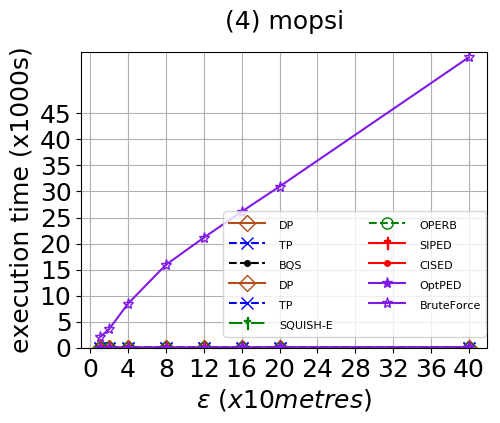 (4) mopsi
execution time (x1000s)
45
40
35
30
25
20
15
10
5
0
0 4 8 12 16 20 24 28 32 36 40
ε (x10metres)
DP
TP
BQS
DP
TP
SQUISH-E
OPERB
SIPED
CISED
OptPED
BruteForce